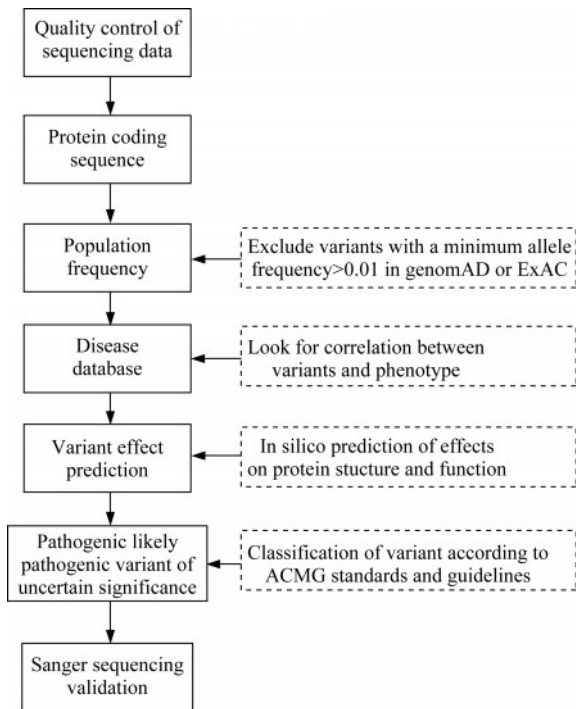 Quality control of
sequencing data
Protein coding
sequence
Population
frequency
Exclude variants with a minimum allele
frequency>0.01 in genomAD or ExAC
Disease
database
Look for correlation between
variants and phenotype
Variant effect
prediction
In silico prediction of effects
on protein stucture and function
Pathogenic likely
pathogenic variant of
uncertain significance
Classification of variant according to
ACMG standards and guidelines
Sanger sequencing
validation